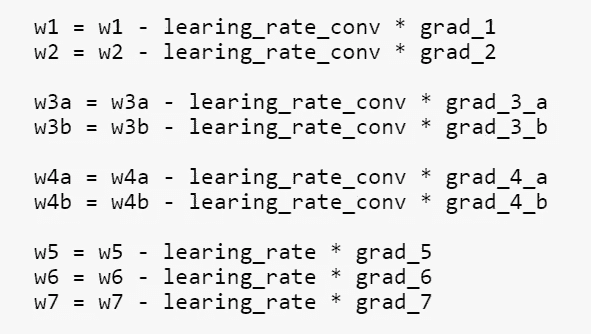 w1 = w1 - learing_rate_conv * grad_1
w2 = w2 - learing_rate_conv * grad_2
w3a = w3a - learing_rate_conv * grad_3_a
w3b = w3b - learing_rate_conv * grad_3_b
w4a = w4a - learing_rate_conv * grad_4_a
w4b = w4b - learing_rate_conv * grad_4_b
w5 = w5 - learing_rate * grad_5
w6 = w6 - learing_rate * grad_6
w7 = w7 - learing_rate * grad_7